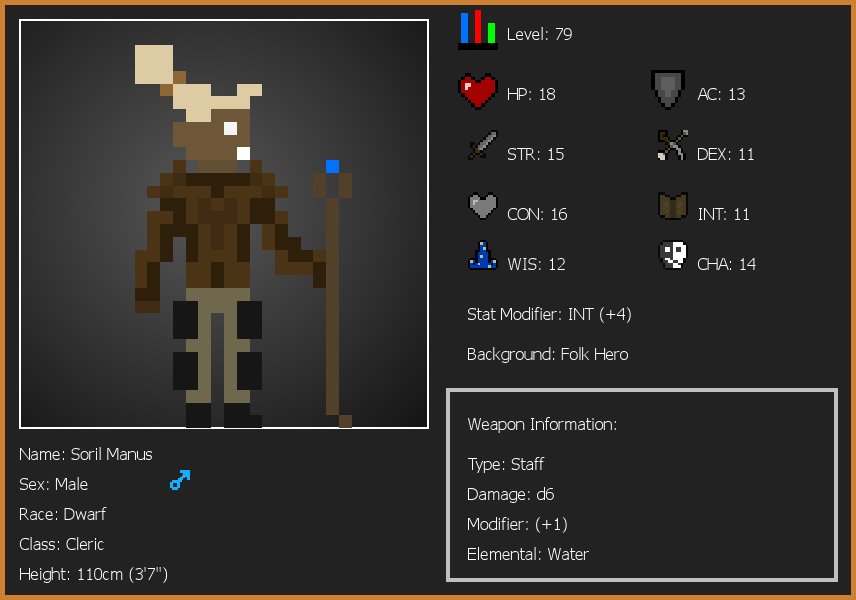 Level: 79
HP: 18
AC: 13
STR: 15
DEX: 11
CON: 16
INT: 11
WIS: 12
CHA: 14
Stat Modifier: INT (+4)
Background: Folk Hero
Weapon Information:
Type: Staff
Damage: d6
Modifier: (+1)
Elemental: Water
Name: Soril Manus
Sex: Male
Race: Dwarf
Class: Cleric
Height: 110cm (3'7")